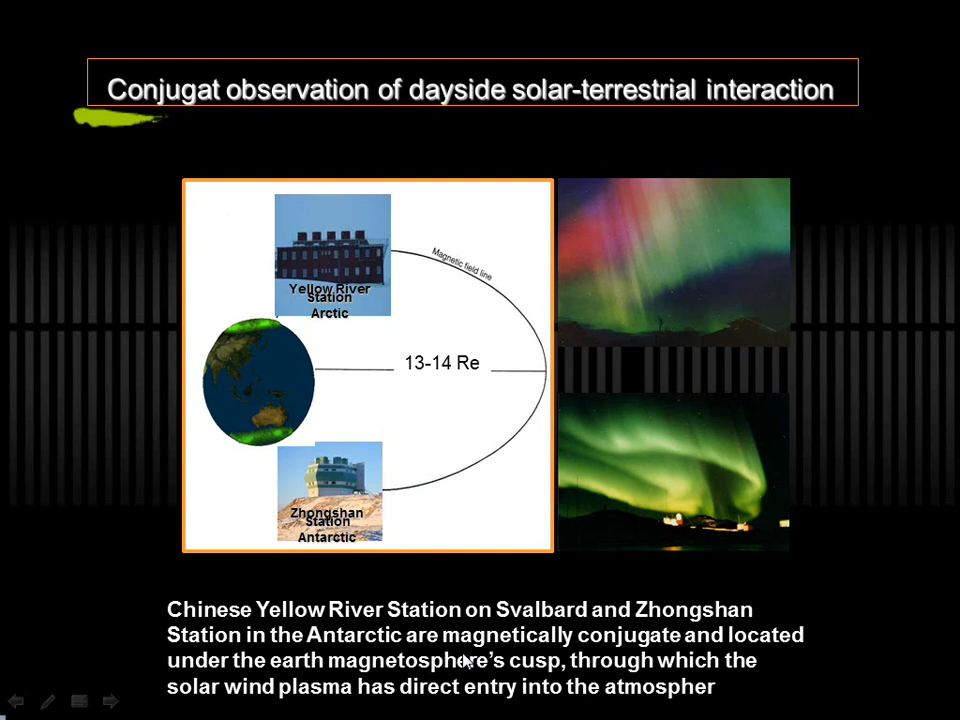 Conjugat observation of dayside solar-terrestrial interaction
Magnetic field line
Yellow River
Station
Arctic
13-14 Re
Zhongshan
Station
Antarctic
Chinese Yellow River Station on Svalbard and Zhongshan
Station in the Antarctic are magnetically conjugate and located
under the earth magnetosphere’s cusp, through which the
solar wind plasma has direct entry into the atmospher